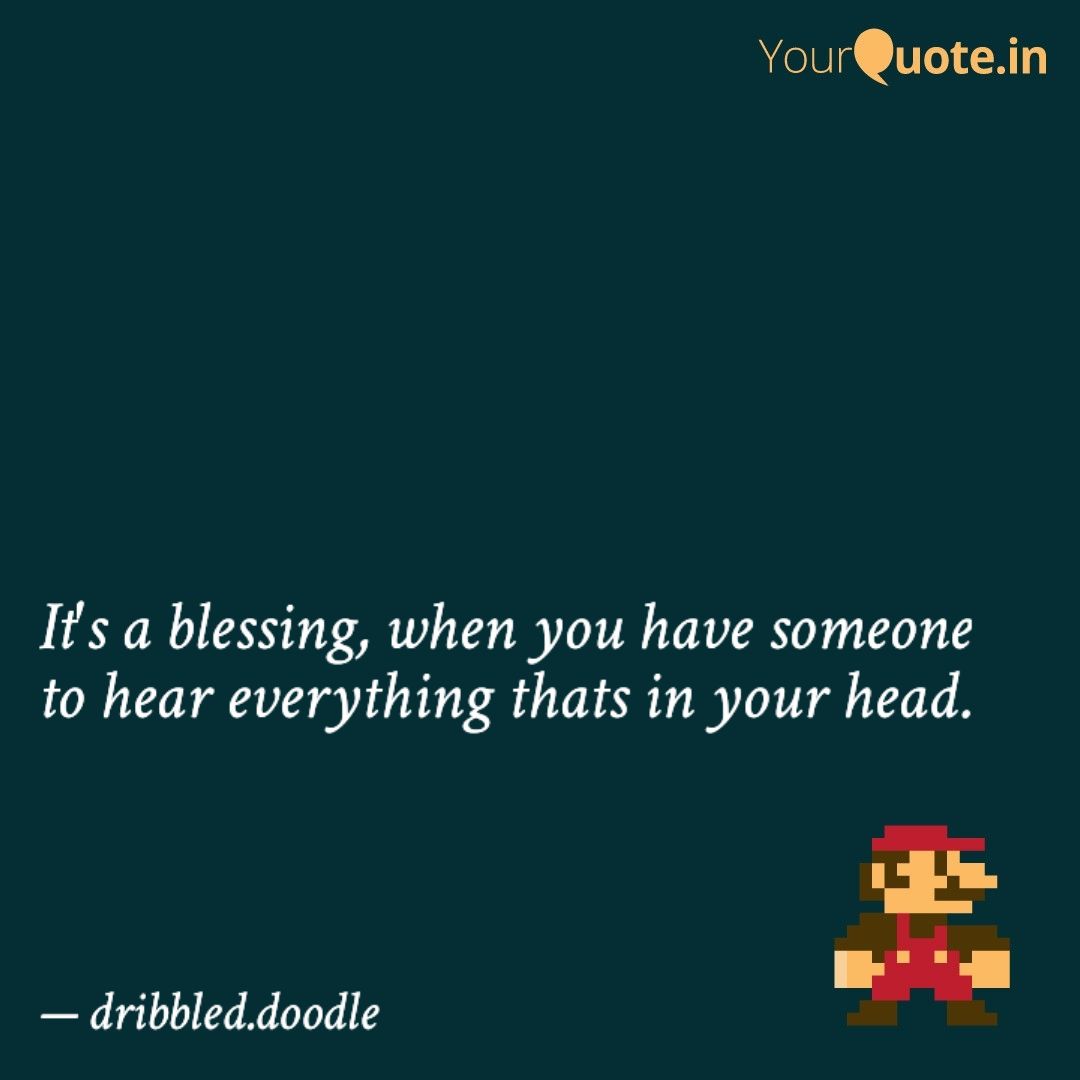 YourQuote.in
It's a blessing, when you have someone
to hear everything thats in your head.
— dribbled.doodle